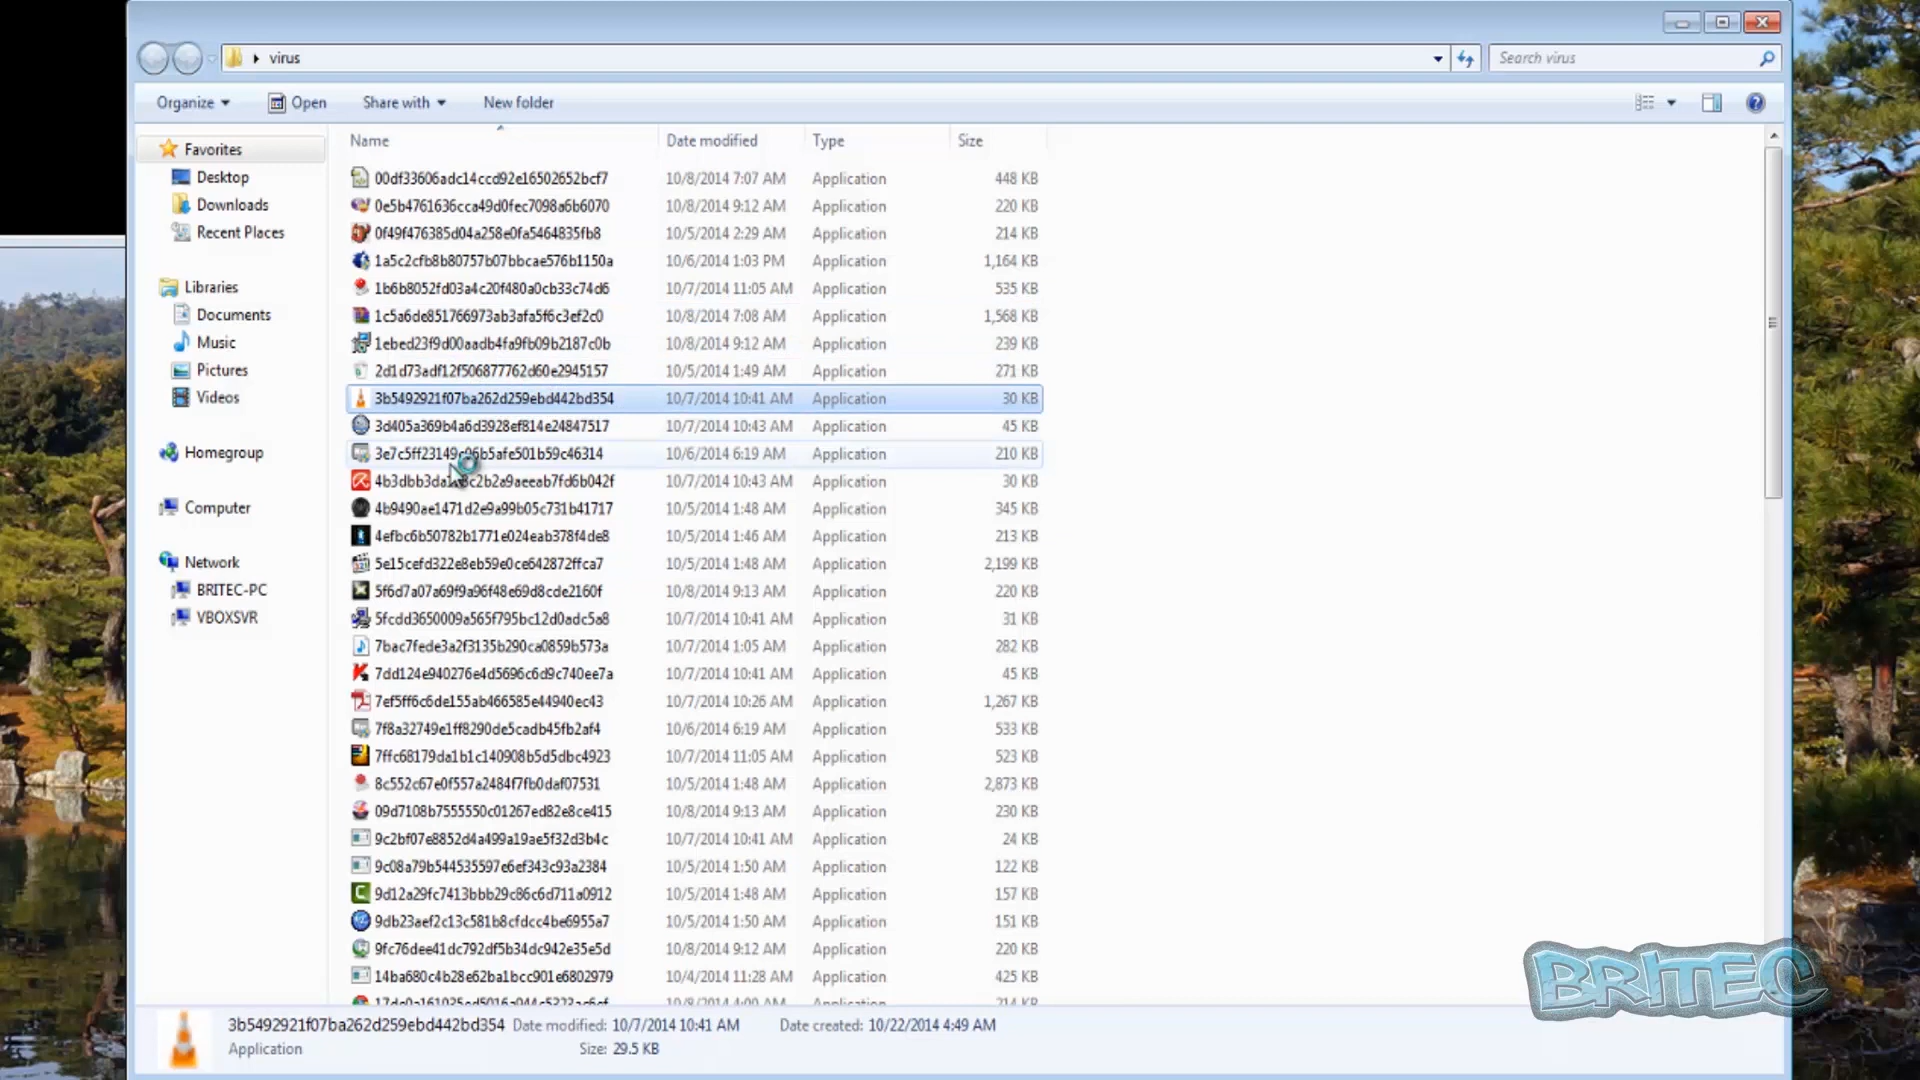 virus
Search virus
Organize Open Share with New folder
Name Date modified Type Size
Favorites
Desktop
Downloads
Recent Places
Libraries
Documents
Music
Pictures
Videos
Homegroup
Computer
Network
BRITEC-PC
VBOXSVR
00df33606adc14ccd92e16502652bcf7 10/8/2014 7:07 AM Application 448 KB
0e5b4761636cca49d0fec7098a6b6070 10/8/2014 9:12 AM Application 220 KB
0f49f476385d04a258e0fa5464835fb8 10/5/2014 2:29 AM Application 214 KB
1a5c2cfb8b80757b07bbcae576b1150a 10/6/2014 1:03 PM Application 1,164 KB
1b6b8052fd03a4c20f480a0cb33c74d6 10/7/2014 11:05 AM Application 535 KB
1c5a6de851766973ab3afa5f6c3ef2c0 10/8/2014 7:08 AM Application 1,568 KB
1ebed23f9d00aadb4fa9fb09b2187c0b 10/8/2014 9:12 AM Application 239 KB
2d1d73adf12f506877762d60e2945157 10/5/2014 1:49 AM Application 271 KB
3b5492921f07ba262d259ebd442bd354 10/7/2014 10:41 AM Application 30 KB
3d405a369b4a6d3928ef814e24847517 10/7/2014 10:43 AM Application 45 KB
10/6/2014 6:19 AM Application 210 KB
10/7/2014 10:43 AM Application 30 KB
4b9490ae1471d2e9a99b05c731b41717 10/5/2014 1:48 AM Application 345 KB
4efbc6b50782b1771e024eab378f4de8 10/5/2014 1:46 AM Application 213 KB
5e15cefd322e8eb59e0ce642872ffca7 10/5/2014 1:48 AM Application 2,199 KB
5f6d7a07a69f9a96f48e69d8cde2160f 10/8/2014 9:13 AM Application 220 KB
5fcdd3650009a565f795bc12d0adc5a8 10/7/2014 10:41 AM Application 31 KB
7bac7fede3a2f3135b290ca0859b573a 10/7/2014 1:05 AM Application 282 KB
7dd124e940276e4d5696c6d9c740ee7a 10/7/2014 10:41 AM Application 45 KB
7ef5ff6c6de155ab466585e44940ec43 10/7/2014 10:26 AM Application 1,267 KB
7f8a32749e1ff8290de5cadb45fb2af4 10/6/2014 6:19 AM Application 533 KB
7ffc68179da1b1c140908b5d5dbc4923 10/7/2014 11:05 AM Application 523 KB
8c552c67e0f557a2484f7fb0daf07531 10/5/2014 1:48 AM Application 2,873 KB
09d7108b7555550c01267ed82e8ce415 10/8/2014 9:13 AM Application 230 KB
9c2bf07e8852d4a499a19ae5f32d3b4c 10/7/2014 10:41 AM Application 24 KB
9c08a79b544535597e6ef343c93a2384 10/5/2014 1:50 AM Application 122 KB
9d12a29fc7413bbb29c86c6d711a0912 10/5/2014 1:48 AM Application 157 KB
9db23aef2c13c581b8cfdcc4be6955a7 10/5/2014 1:50 AM Application 151 KB
9fc76dee41dc792df5b34dc942e35e5d 10/8/2014 9:12 AM Application 220 KB
14ba680c4b28e62ba1bcc901e6802979 10/4/2014 11:28 AM Application 425 KB
10/8/2014 4:00 AM Application 214 KB
3b5492921f07ba262d259ebd442bd354 Date modified: 10/7/2014 10:41 AM Date created: 10/22/2014 4:49 AM
Application Size: 29.5 KB
BRITEC